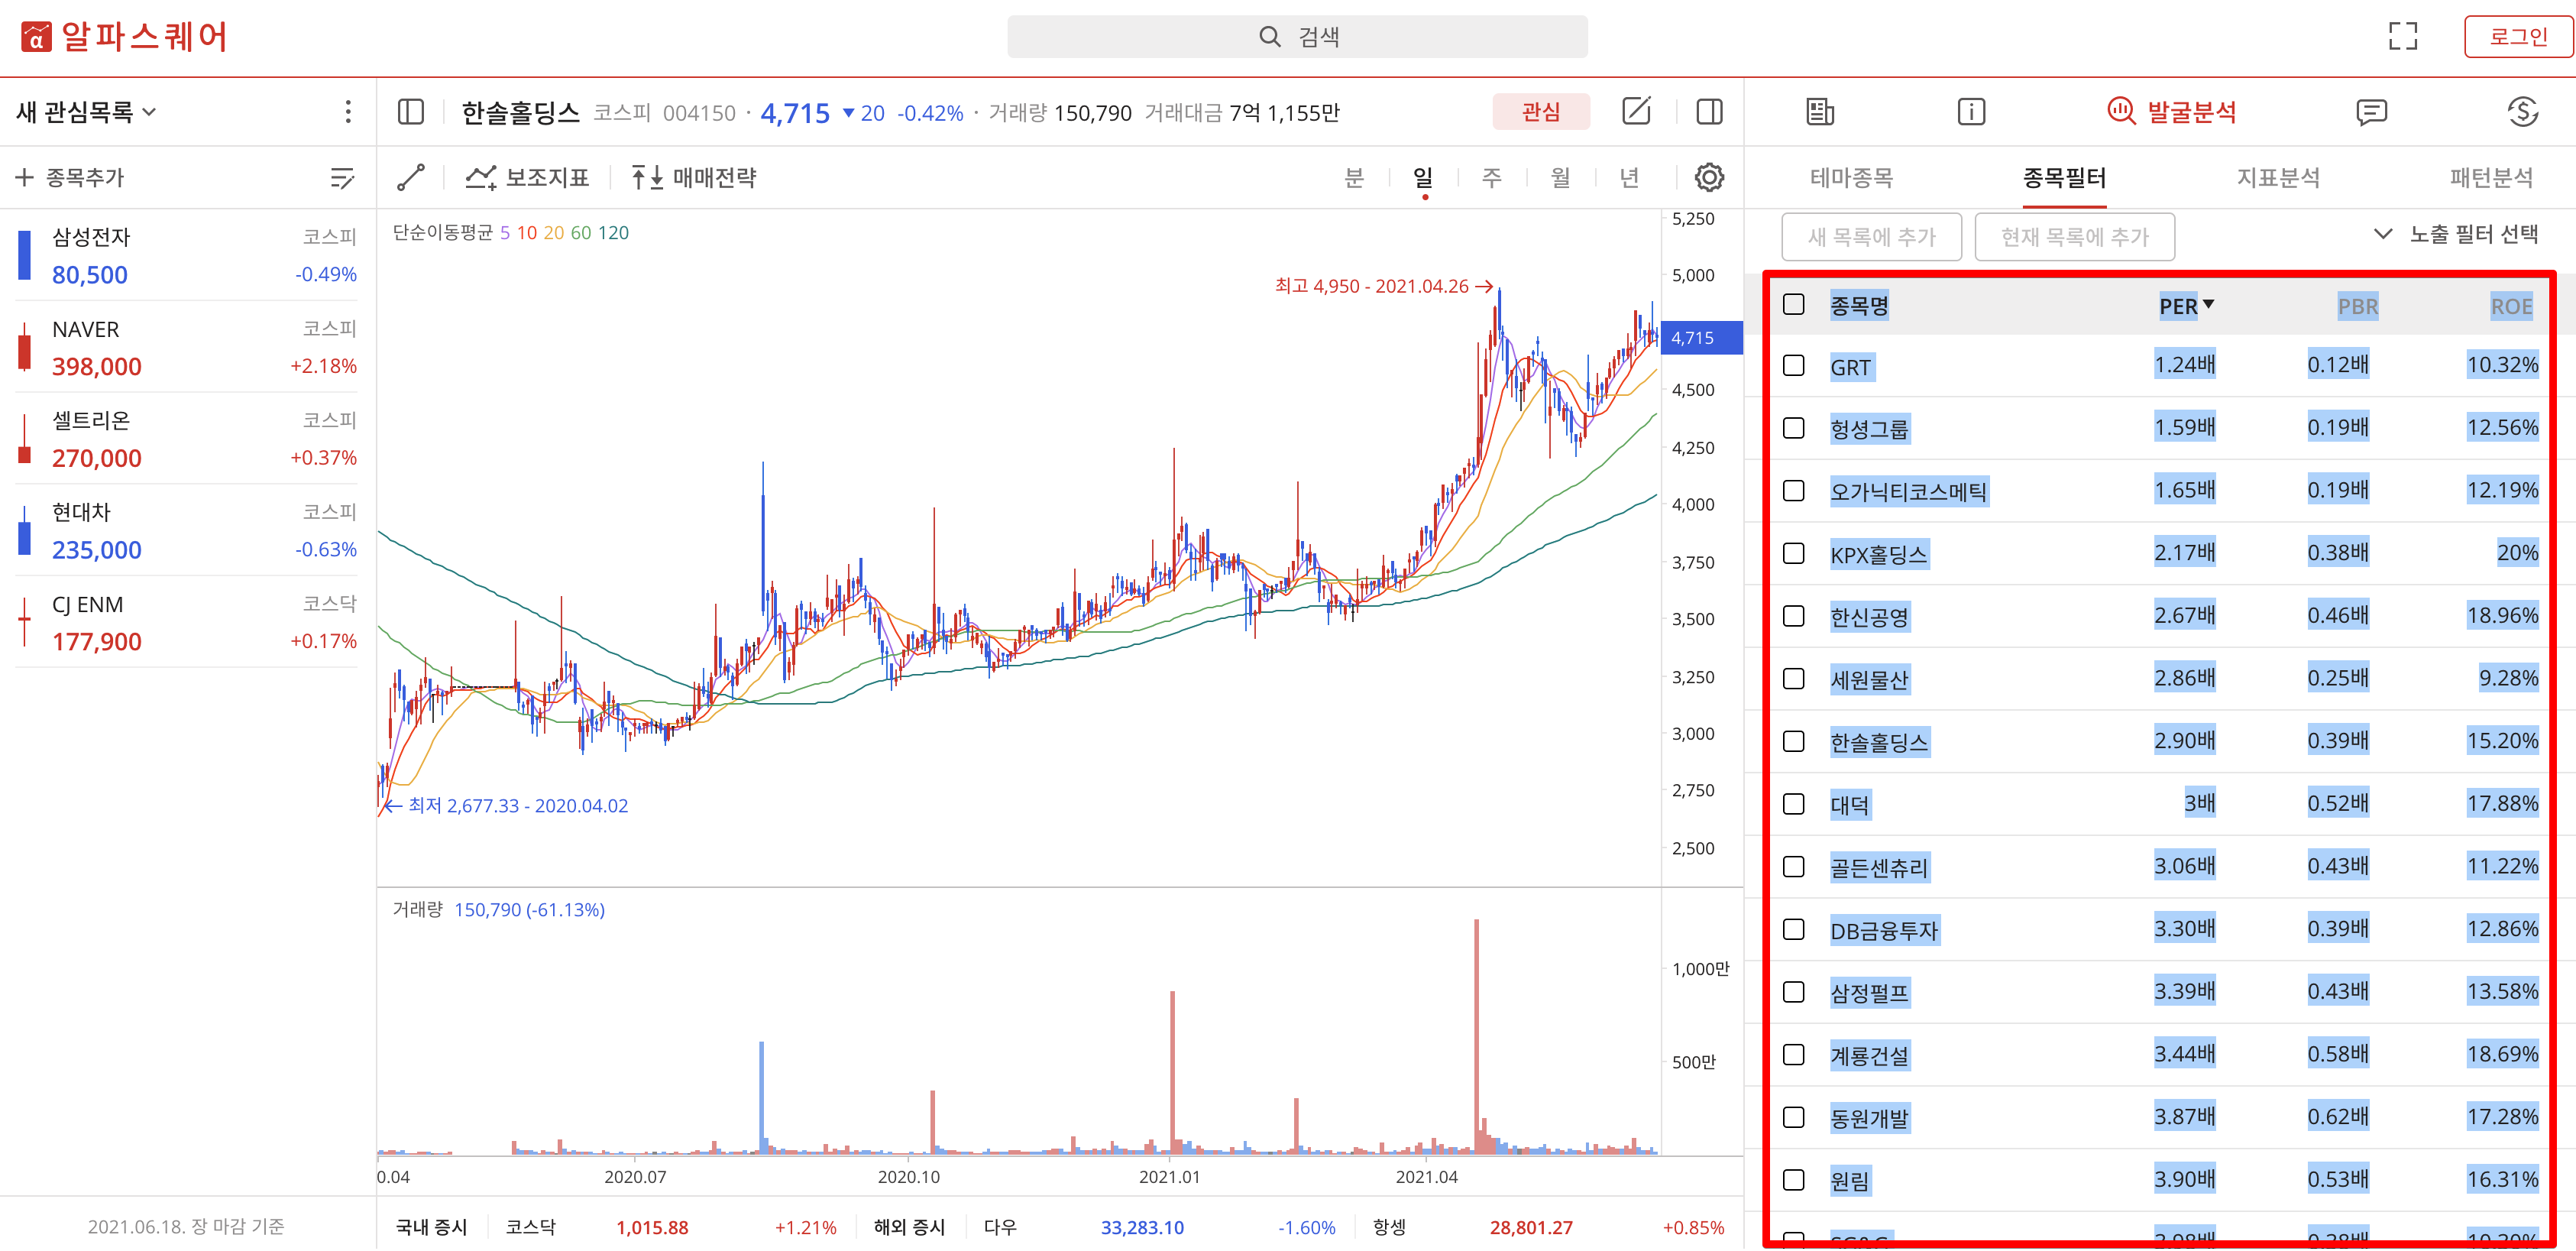 알파스퀘어
검색
로그인
새 관심목록
종목추가
삼성전자 코스피
80,500 -0.49%
NAVER 코스피
398,000 +2.18%
셀트리온 코스피
270,000 +0.37%
현대차 코스피
235,000 -0.63%
CJ ENM 코스닥
177,900 +0.17%
2021.06.18. 장 마감 기준
한솔홀딩스 코스피 004150 · 4,715 ▼20 -0.42% · 거래량 150,790 거래대금 7억 1,155만
관심
보조지표 매매전략
분 일 주 월 년
단순이동평균 5 10 20 60 120
최고 4,950 - 2021.04.26 →
← 최저 2,677.33 - 2020.04.02
5,250
5,000
4,715
4,500
4,250
4,000
3,750
3,500
3,250
3,000
2,750
2,500
거래량 150,790 (-61.13%)
1,000만
500만
0.04 2020.07 2020.10 2021.01 2021.04
국내 증시 코스닥 1,015.88 +1.21% 해외 증시 다우 33,283.10 -1.60% 항셍 28,801.27 +0.85%
발굴분석
테마종목 종목필터 지표분석 패턴분석
새 목록에 추가 현재 목록에 추가 노출 필터 선택
종목명 PER▼ PBR ROE
GRT 1.24배 0.12배 10.32%
헝셩그룹 1.59배 0.19배 12.56%
오가닉티코스메틱 1.65배 0.19배 12.19%
KPX홀딩스 2.17배 0.38배 20%
한신공영 2.67배 0.46배 18.96%
세원물산 2.86배 0.25배 9.28%
한솔홀딩스 2.90배 0.39배 15.20%
대덕 3배 0.52배 17.88%
골든센츄리 3.06배 0.43배 11.22%
DB금융투자 3.30배 0.39배 12.86%
삼정펄프 3.39배 0.43배 13.58%
계룡건설 3.44배 0.58배 18.69%
동원개발 3.87배 0.62배 17.28%
원림 3.90배 0.53배 16.31%